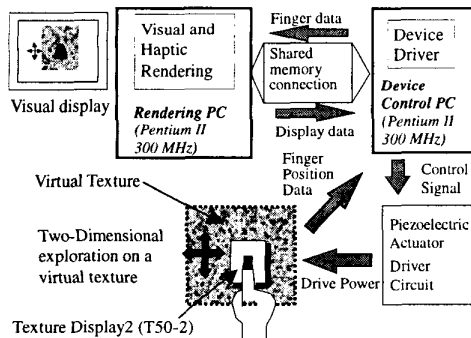 Visual and
Haptic
Rendering
Rendering PC
(Pentium II
300 MHz)
Visual display
Finger data
Shared
memory
connection
Display data
Device
Driver
Device
Control PC
(Pentium II
300 MHz)
Finger
Position
Data
Control
Signal
Virtual Texture
Two-Dimensional
exploration on a
virtual texture
Piezoelectric
Actuator
Driver
Circuit
Drive Power
Texture Display2 (T50-2)